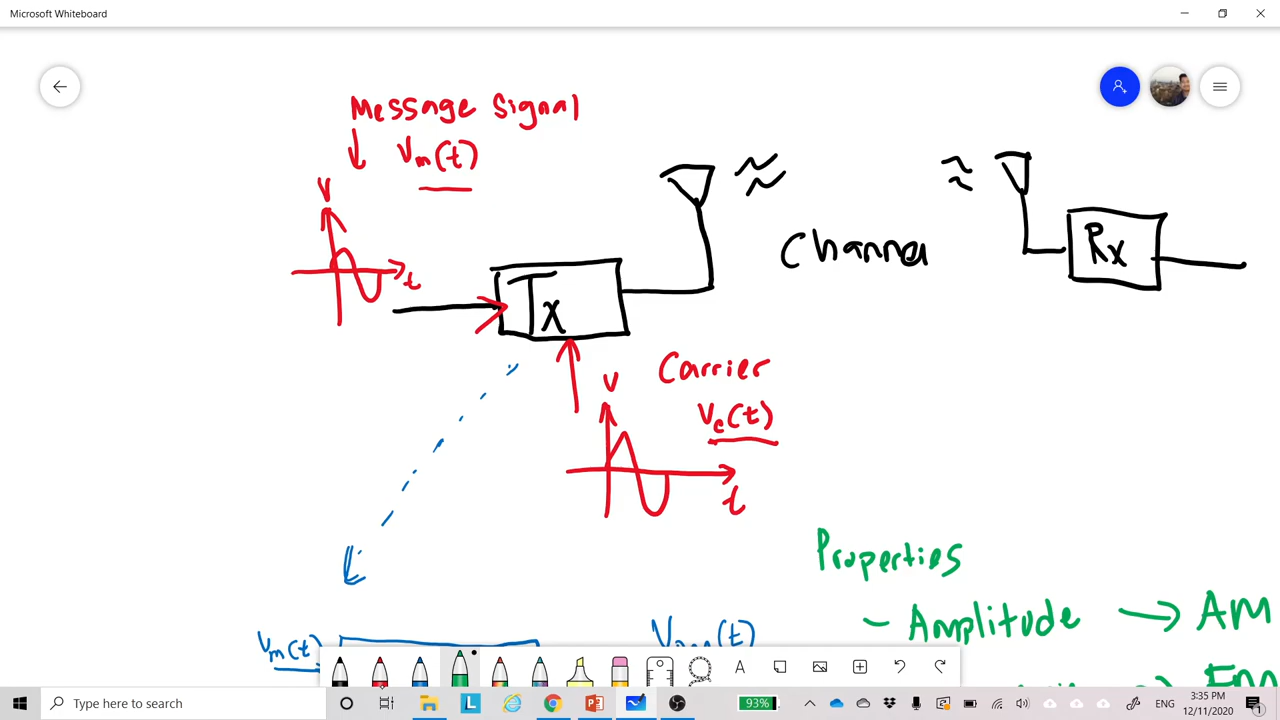 Microsoft Whiteboard
Message Signal
Vm(t)
V
t
Tx
Channel
Rx
Carrier
V
Vc(t)
t
Properties
- Amplitude → AM
Vm(t)
A
Type here to search
93%
ENG
3:35 PM
12/11/2020